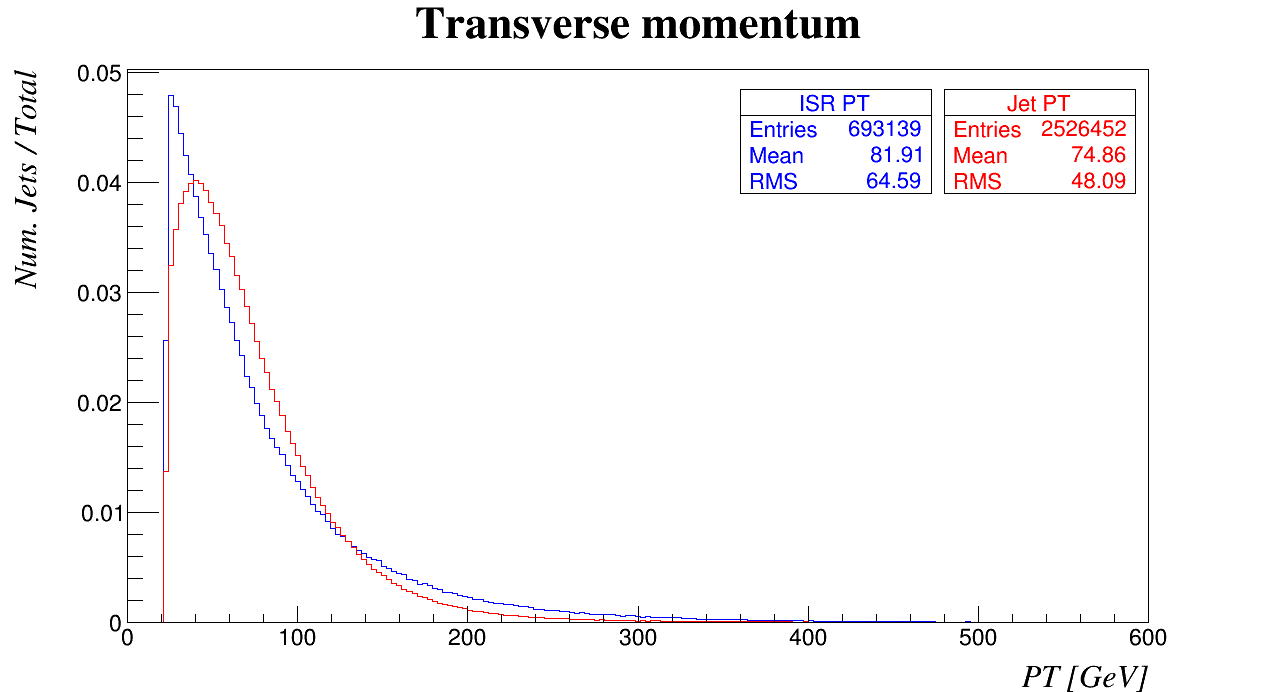 Transverse momentum
Num. Jets / Total
0.05
0.04
0.03
0.02
0.01
0
ISR PT
Entries 693139
Mean 81.91
RMS 64.59
Jet PT
Entries 2526452
Mean 74.86
RMS 48.09
0 100 200 300 400 500 600
PT [GeV]